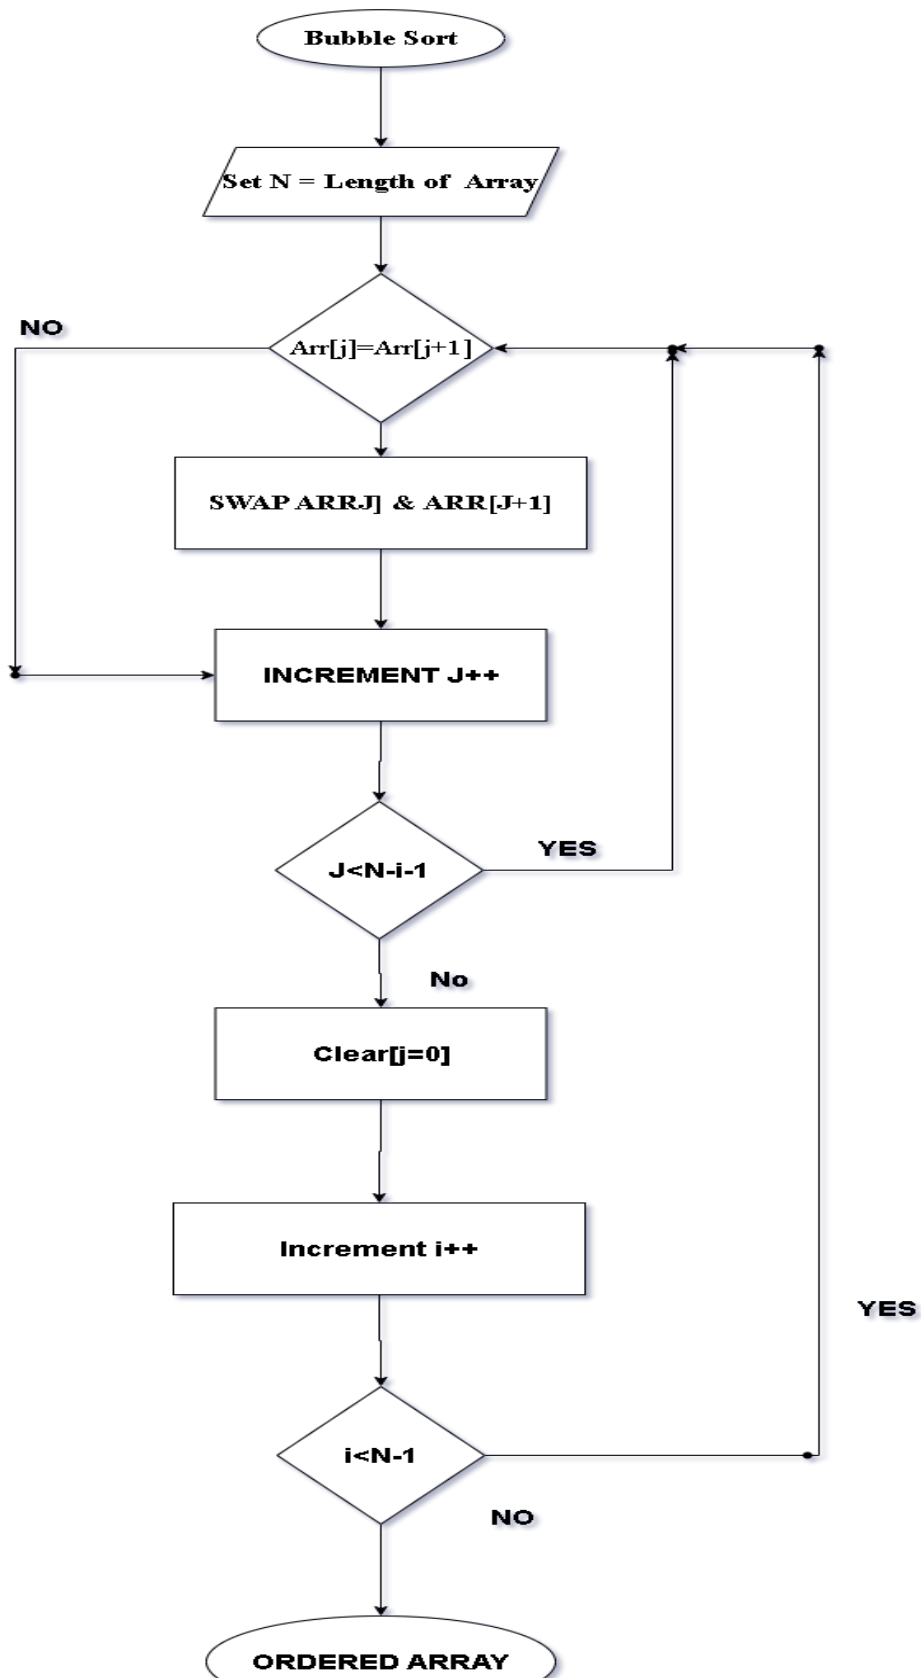 Bubble Sort
Set N = Length of Array
NO
Arr[j]=Arr[j+1]
SWAP ARRJ] & ARR[J+1]
INCREMENT J++
J<N-i-1
YES
No
Clear[j=0]
Increment i++
YES
i<N-1
NO
ORDERED ARRAY